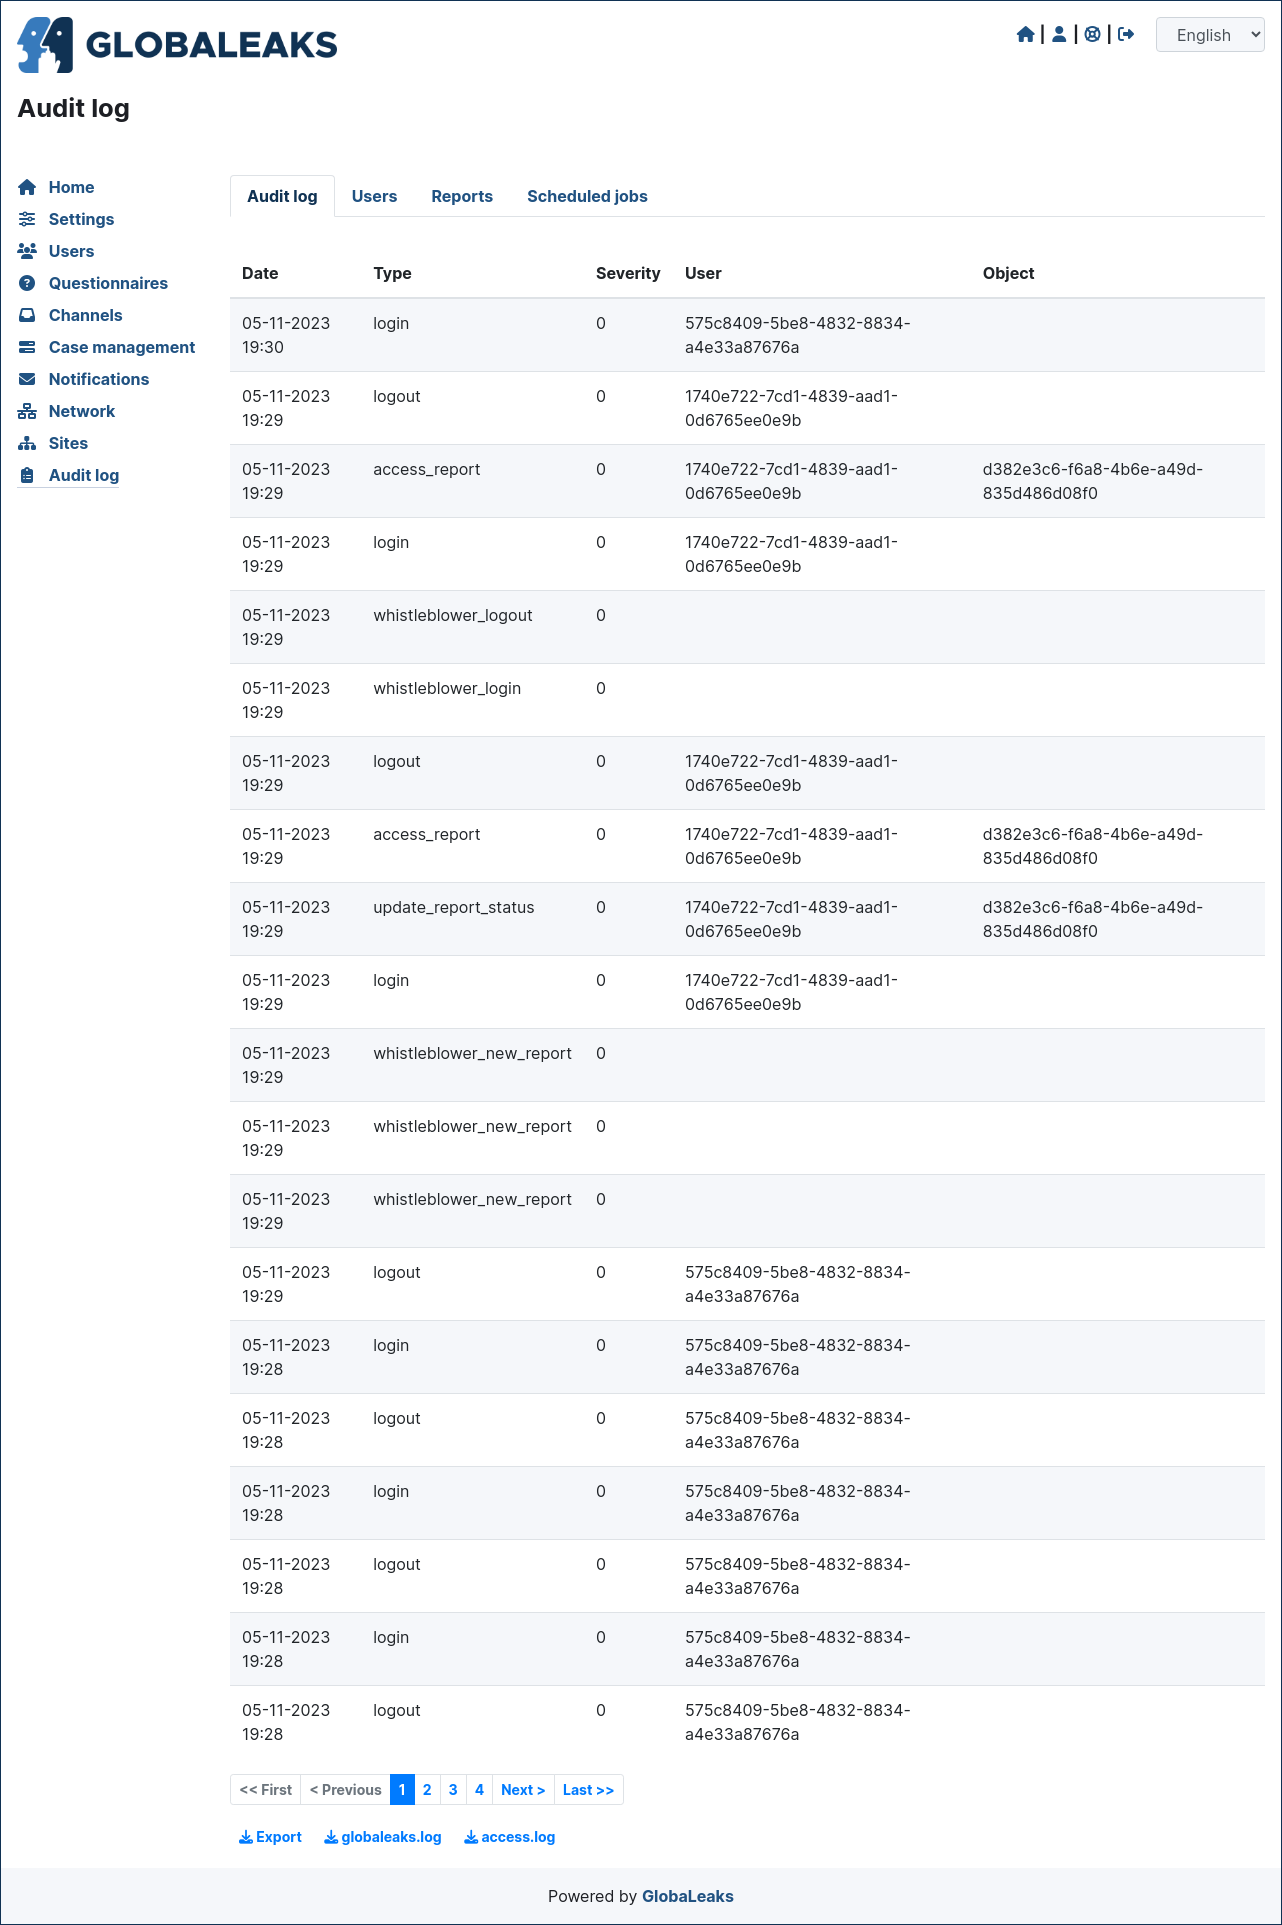 GLOBALEAKS
| | |
English
Audit log
Home
Settings
Users
Questionnaires
Channels
Case management
Notifications
Network
Sites
Audit log
Audit log Users Reports Scheduled jobs
Date Type Severity User Object
05-11-2023 login 0 575c8409-5be8-4832-8834-
19:30 a4e33a87676a
05-11-2023 logout 0 1740e722-7cd1-4839-aad1-
19:29 0d6765ee0e9b
05-11-2023 access_report 0 1740e722-7cd1-4839-aad1- d382e3c6-f6a8-4b6e-a49d-
19:29 0d6765ee0e9b 835d486d08f0
05-11-2023 login 0 1740e722-7cd1-4839-aad1-
19:29 0d6765ee0e9b
05-11-2023 whistleblower_logout 0
19:29
05-11-2023 whistleblower_login 0
19:29
05-11-2023 logout 0 1740e722-7cd1-4839-aad1-
19:29 0d6765ee0e9b
05-11-2023 access_report 0 1740e722-7cd1-4839-aad1- d382e3c6-f6a8-4b6e-a49d-
19:29 0d6765ee0e9b 835d486d08f0
05-11-2023 update_report_status 0 1740e722-7cd1-4839-aad1- d382e3c6-f6a8-4b6e-a49d-
19:29 0d6765ee0e9b 835d486d08f0
05-11-2023 login 0 1740e722-7cd1-4839-aad1-
19:29 0d6765ee0e9b
05-11-2023 whistleblower_new_report 0
19:29
05-11-2023 whistleblower_new_report 0
19:29
05-11-2023 whistleblower_new_report 0
19:29
05-11-2023 logout 0 575c8409-5be8-4832-8834-
19:29 a4e33a87676a
05-11-2023 login 0 575c8409-5be8-4832-8834-
19:28 a4e33a87676a
05-11-2023 logout 0 575c8409-5be8-4832-8834-
19:28 a4e33a87676a
05-11-2023 login 0 575c8409-5be8-4832-8834-
19:28 a4e33a87676a
05-11-2023 logout 0 575c8409-5be8-4832-8834-
19:28 a4e33a87676a
05-11-2023 login 0 575c8409-5be8-4832-8834-
19:28 a4e33a87676a
05-11-2023 logout 0 575c8409-5be8-4832-8834-
19:28 a4e33a87676a
<< First < Previous 1 2 3 4 Next > Last >>
Export globaleaks.log access.log
Powered by GlobaLeaks